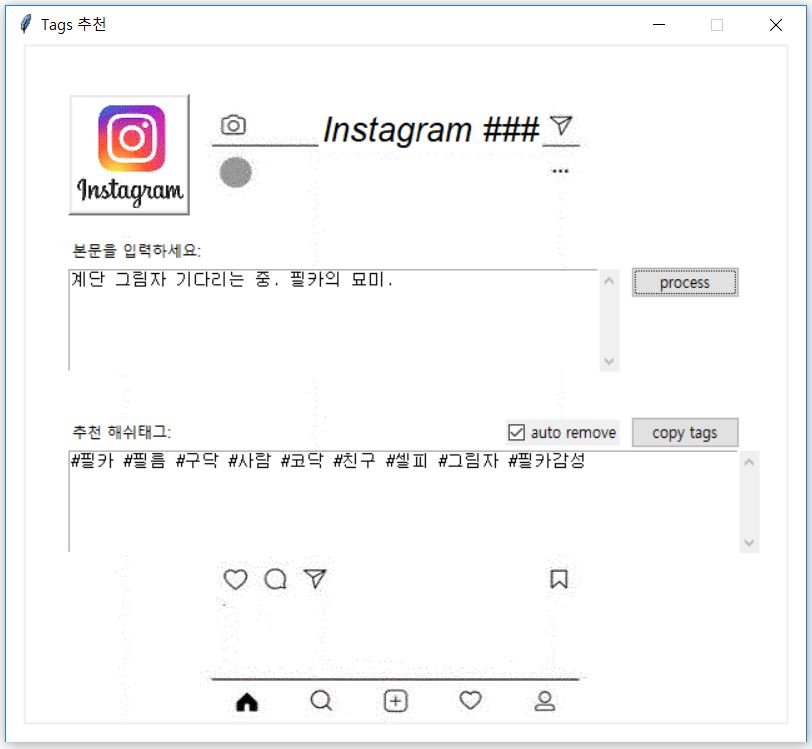 Tags 추천
Instagram
Instagram ###
본문을 입력하세요:
계단 그림자 기다리는 중. 필카의 묘미.
process
추천 해쉬태그:
auto remove
copy tags
#필카 #필름 #구닥 #사람 #코닥 #친구 #셀피 #그림자 #필카감성